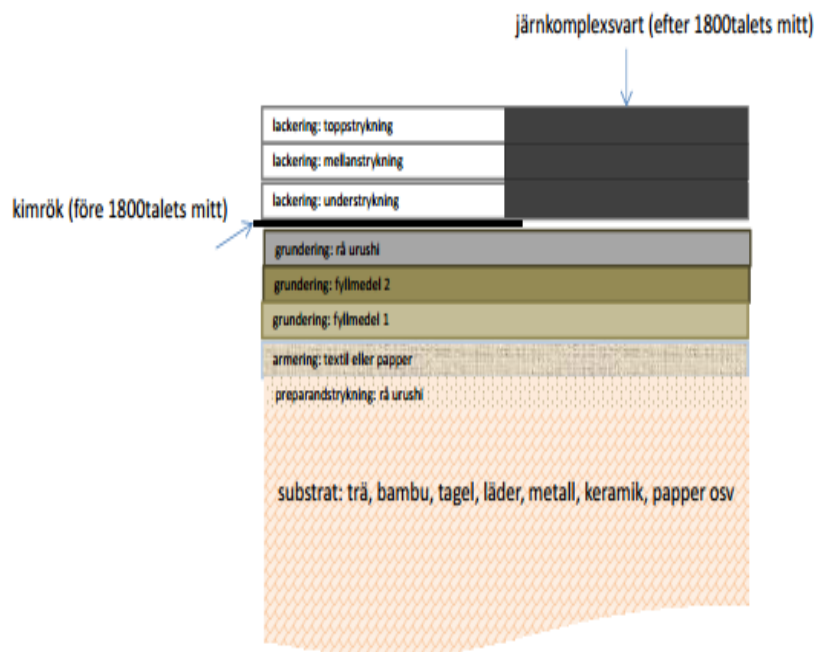 järnkomplexsvart (efter 1800talets mitt)
lackering: toppstrykning
lackering: mellanstrykning
lackering: understrykning
kimrök (före 1800talets mitt)
grundering: rå urushi
grundering: fyllmedel 2
grundering: fyllmedel 1
armering: textil eller papper
preparandstrykning: rå urushi
substrat: trä, bambu, tagel, läder, metall, keramik, papper osv